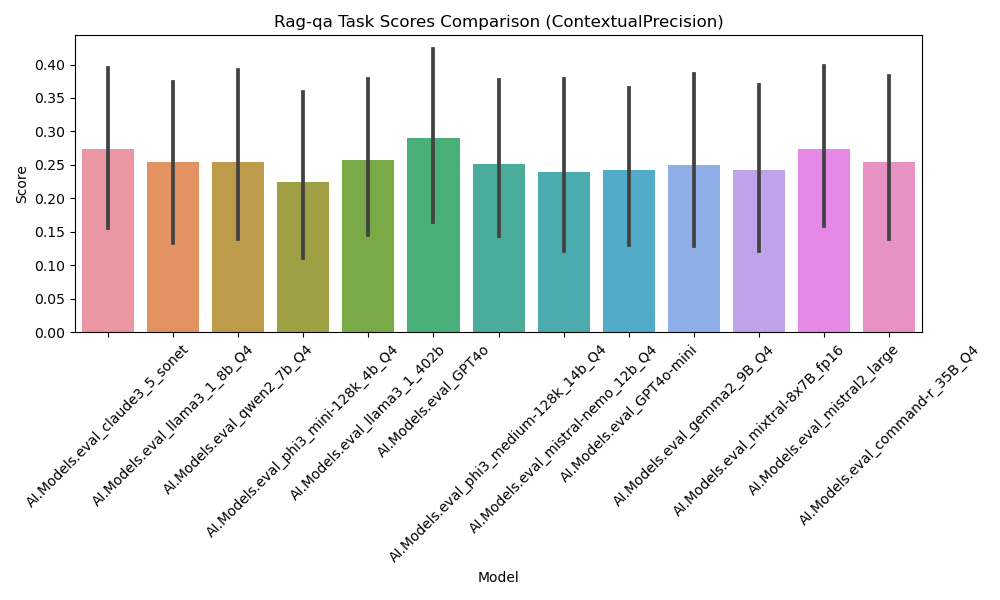 Rag-qa Task Scores Comparison (ContextualPrecision)
Score
0.40
0.35
0.30
0.25
0.20
0.15
0.10
0.05
0.00
AI.Models.eval_claude3_5_sonet
AI.Models.eval_llama3_1_8b_Q4
AI.Models.eval_qwen2_7b_Q4
AI.Models.eval_phi3_mini-128k_4b_Q4
AI.Models.eval_llama3_1_402b
AI.Models.eval_GPT4o
AI.Models.eval_phi3_medium-128k_14b_Q4
AI.Models.eval_mistral-nemo_12b_Q4
AI.Models.eval_GPT4o-mini
AI.Models.eval_gemma2_9B_Q4
AI.Models.eval_mixtral-8x7B_fp16
AI.Models.eval_mistral2_large
AI.Models.eval_command-r_35B_Q4
Model